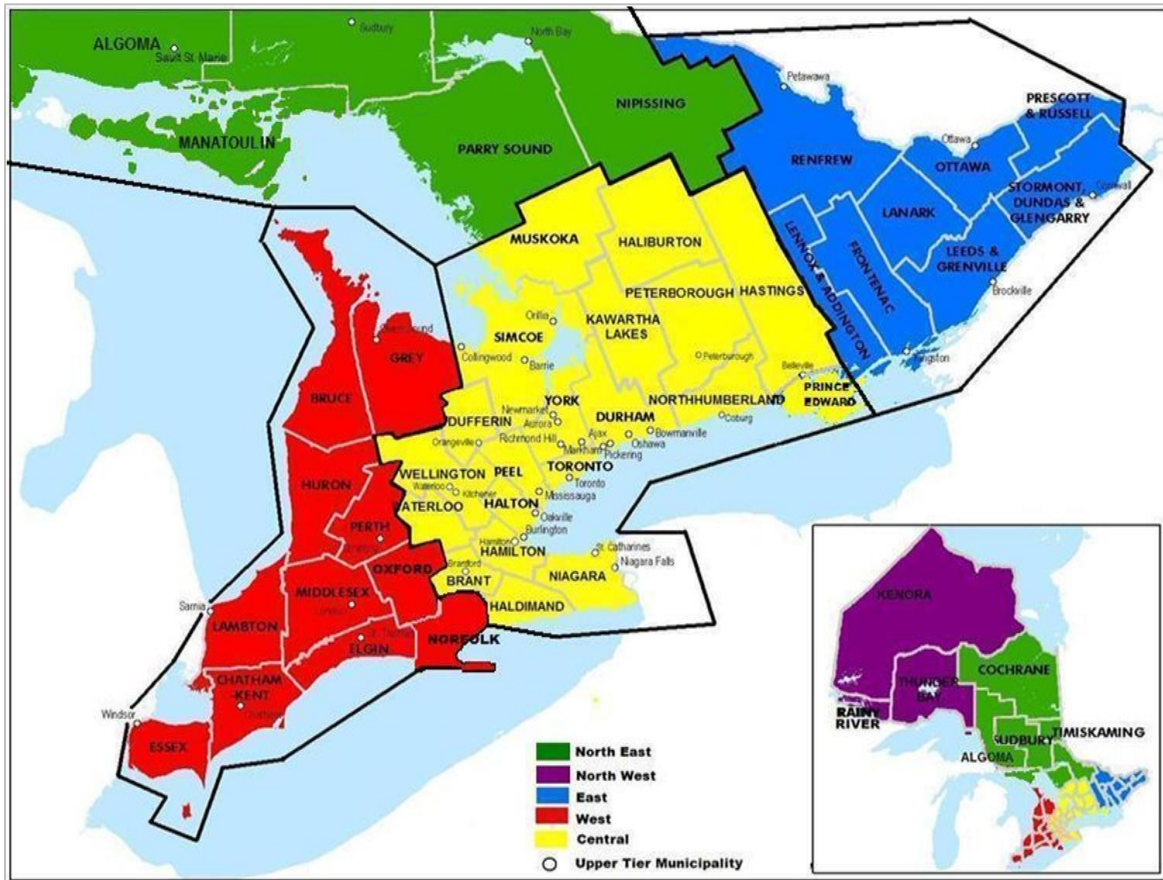 ALGOMA
Sault St. Marie
Sudbury
North Bay
MANATOULIN
PARRY SOUND
NIPISSING
Petawawa
RENFREW
Ottawa
OTTAWA
PRESCOTT
& RUSSELL
LANARK
STORMONT,
DUNDAS &
GLENGARRY
Cornwall
LEEDS &
GRENVILLE
Brockville
LENNOX & ADDINGTON
FRONTENAC
Kingston
MUSKOKA
HALIBURTON
PETERBOROUGH
HASTINGS
KAWARTHA
LAKES
Orillia
SIMCOE
Collingwood
Barrie
Peterborough
Belleville
PRINCE
EDWARD
NORTHHUMBERLAND
Coburg
YORK
Newmarket
Aurora
Richmond Hill
Markham
DURHAM
Ajax
Pickering
Oshawa
Bowmanville
DUFFERIN
Orangeville
WELLINGTON
PEEL
TORONTO
Toronto
Waterloo
Kitchener
WATERLOO
HALTON
Mississauga
Oakville
Burlington
Hamilton
HAMILTON
St. Catharines
Niagara Falls
NIAGARA
Brantford
BRANT
HALDIMAND
GREY
BRUCE
HURON
PERTH
OXFORD
MIDDLESEX
London
Sarnia
LAMBTON
St. Thomas
ELGIN
NORFOLK
CHATHAM
-KENT
Chatham
Windsor
ESSEX
North East
North West
East
West
Central
Upper Tier Municipality
KENORA
THUNDER
BAY
RAINY
RIVER
COCHRANE
TIMISKAMING
SUDBURY
ALGOMA